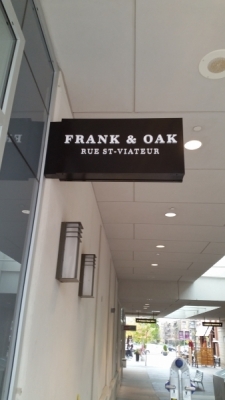 FRANK & OAK
RUE ST-VIATEUR